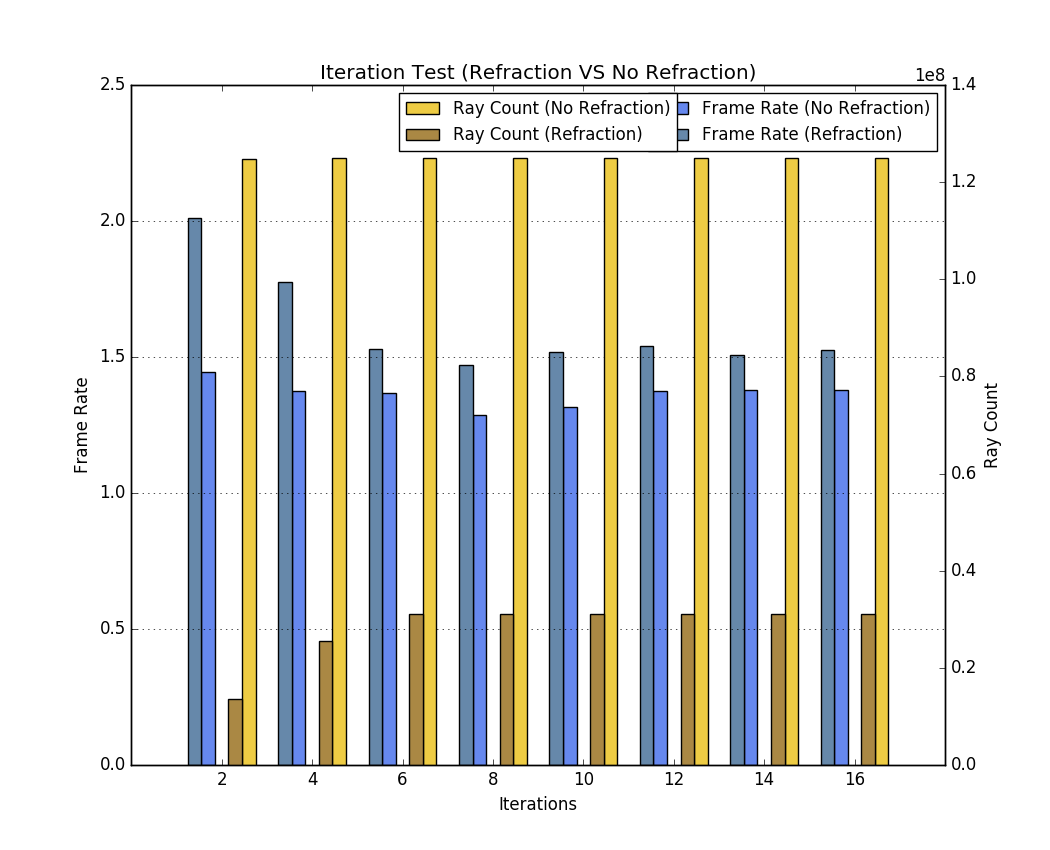 Iteration Test (Refraction VS No Refraction)
1e8
Ray Count (No Refraction)
Ray Count (Refraction)
Frame Rate (No Refraction)
Frame Rate (Refraction)
2.5
2.0
1.5
1.0
0.5
0.0
Frame Rate
1.4
1.2
1.0
0.8
0.6
0.4
0.2
0.0
Ray Count
2 4 6 8 10 12 14 16
Iterations